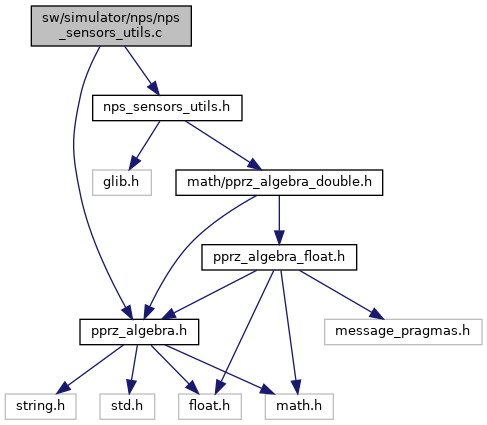 sw/simulator/nps/nps
_sensors_utils.c
nps_sensors_utils.h
glib.h
math/pprz_algebra_double.h
pprz_algebra_float.h
pprz_algebra.h
message_pragmas.h
string.h
std.h
float.h
math.h